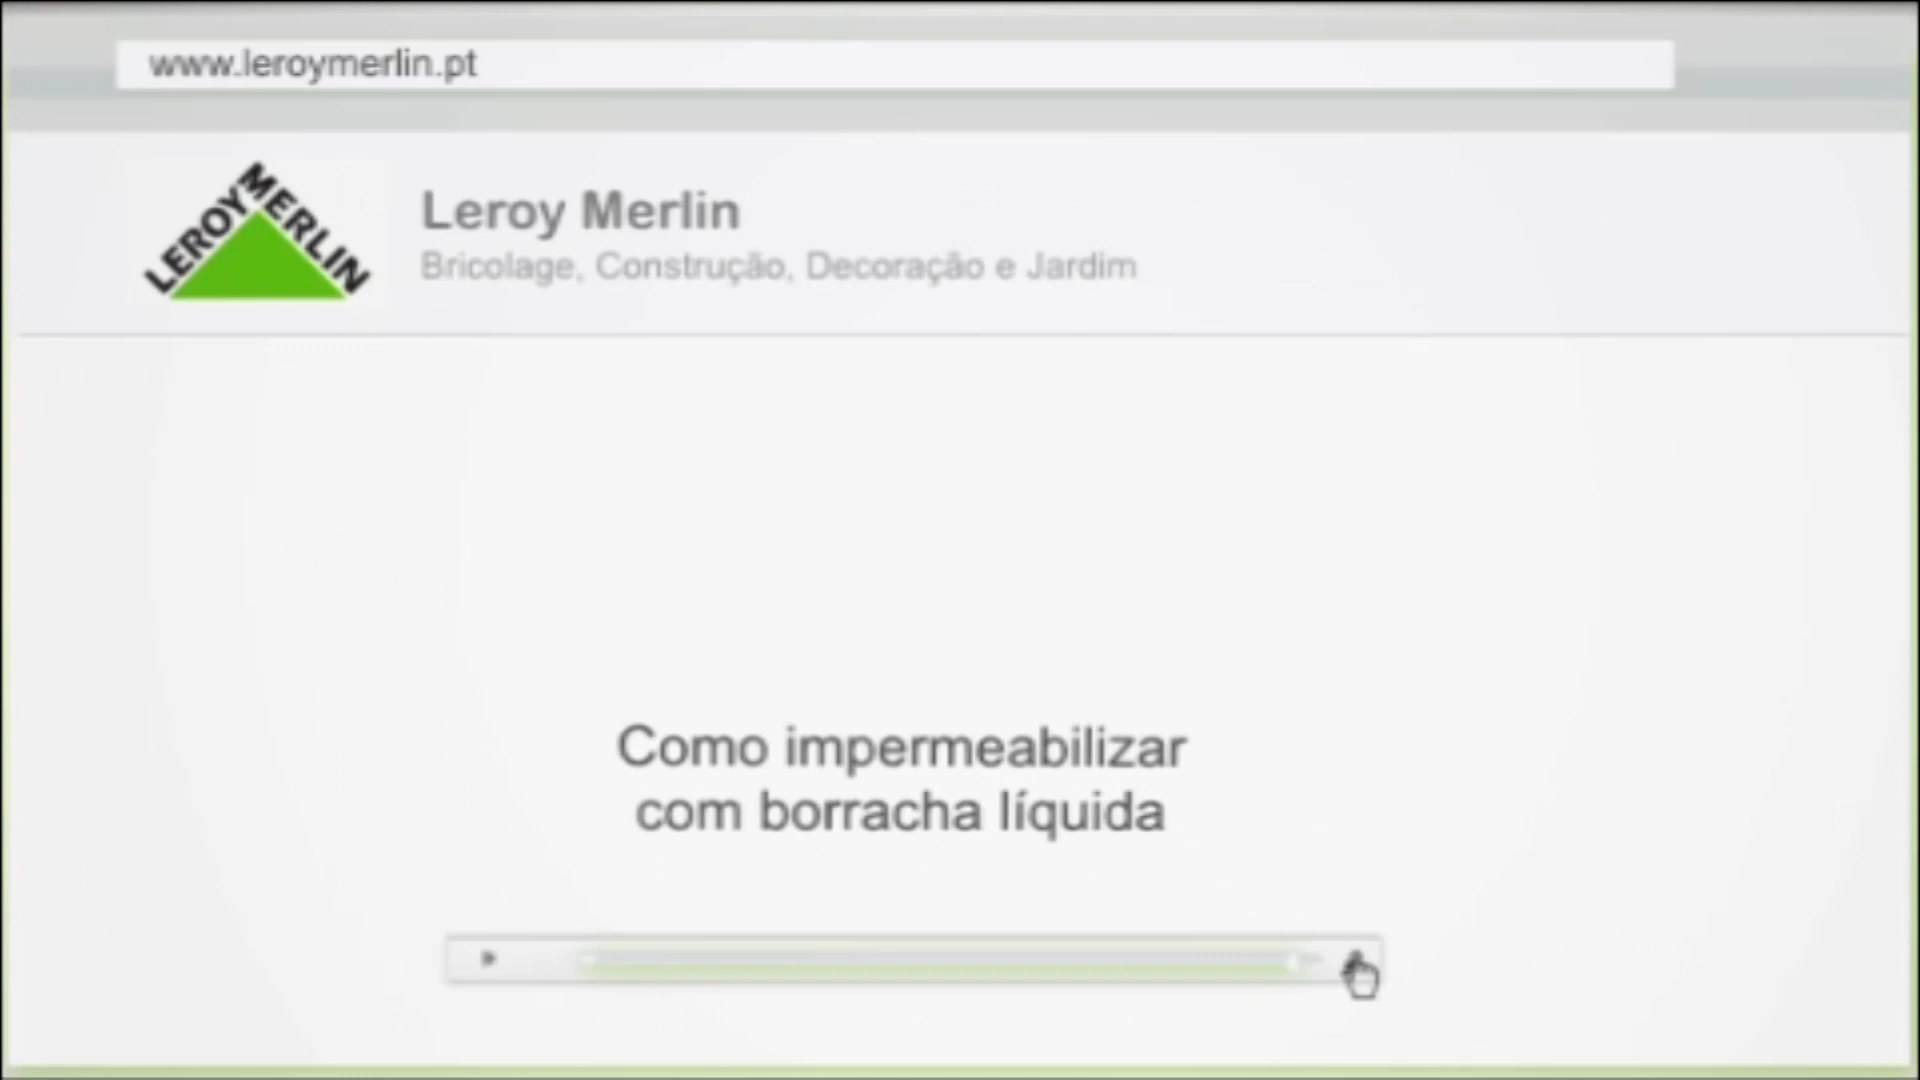 www.leroymerlin.pt
LEROY MERLIN
Leroy Merlin
Bricolage, Construção, Decoração e Jardim
Como impermeabilizar
com borracha líquida